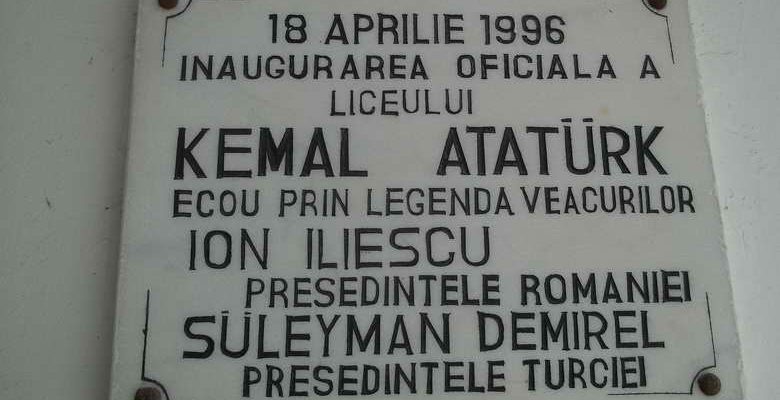 18 APRILIE 1996
INAUGURAREA OFICIALA A
LICEULUI
KEMAL ATATÜRK
ECOU PRIN LEGENDA VEACURILOR
ION ILIESCU
PRESEDINTELE ROMANIEI
SÜLEYMAN DEMIREL
PRESEDINTELE TURCIEI